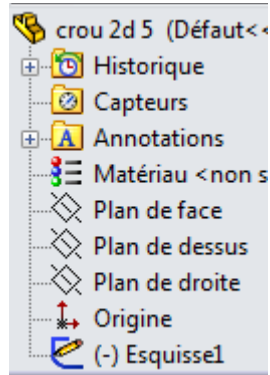 crou 2d 5 (Défaut<<
Historique
Capteurs
Annotations
Matériau <non s
Plan de face
Plan de dessus
Plan de droite
Origine
(-) Esquisse1